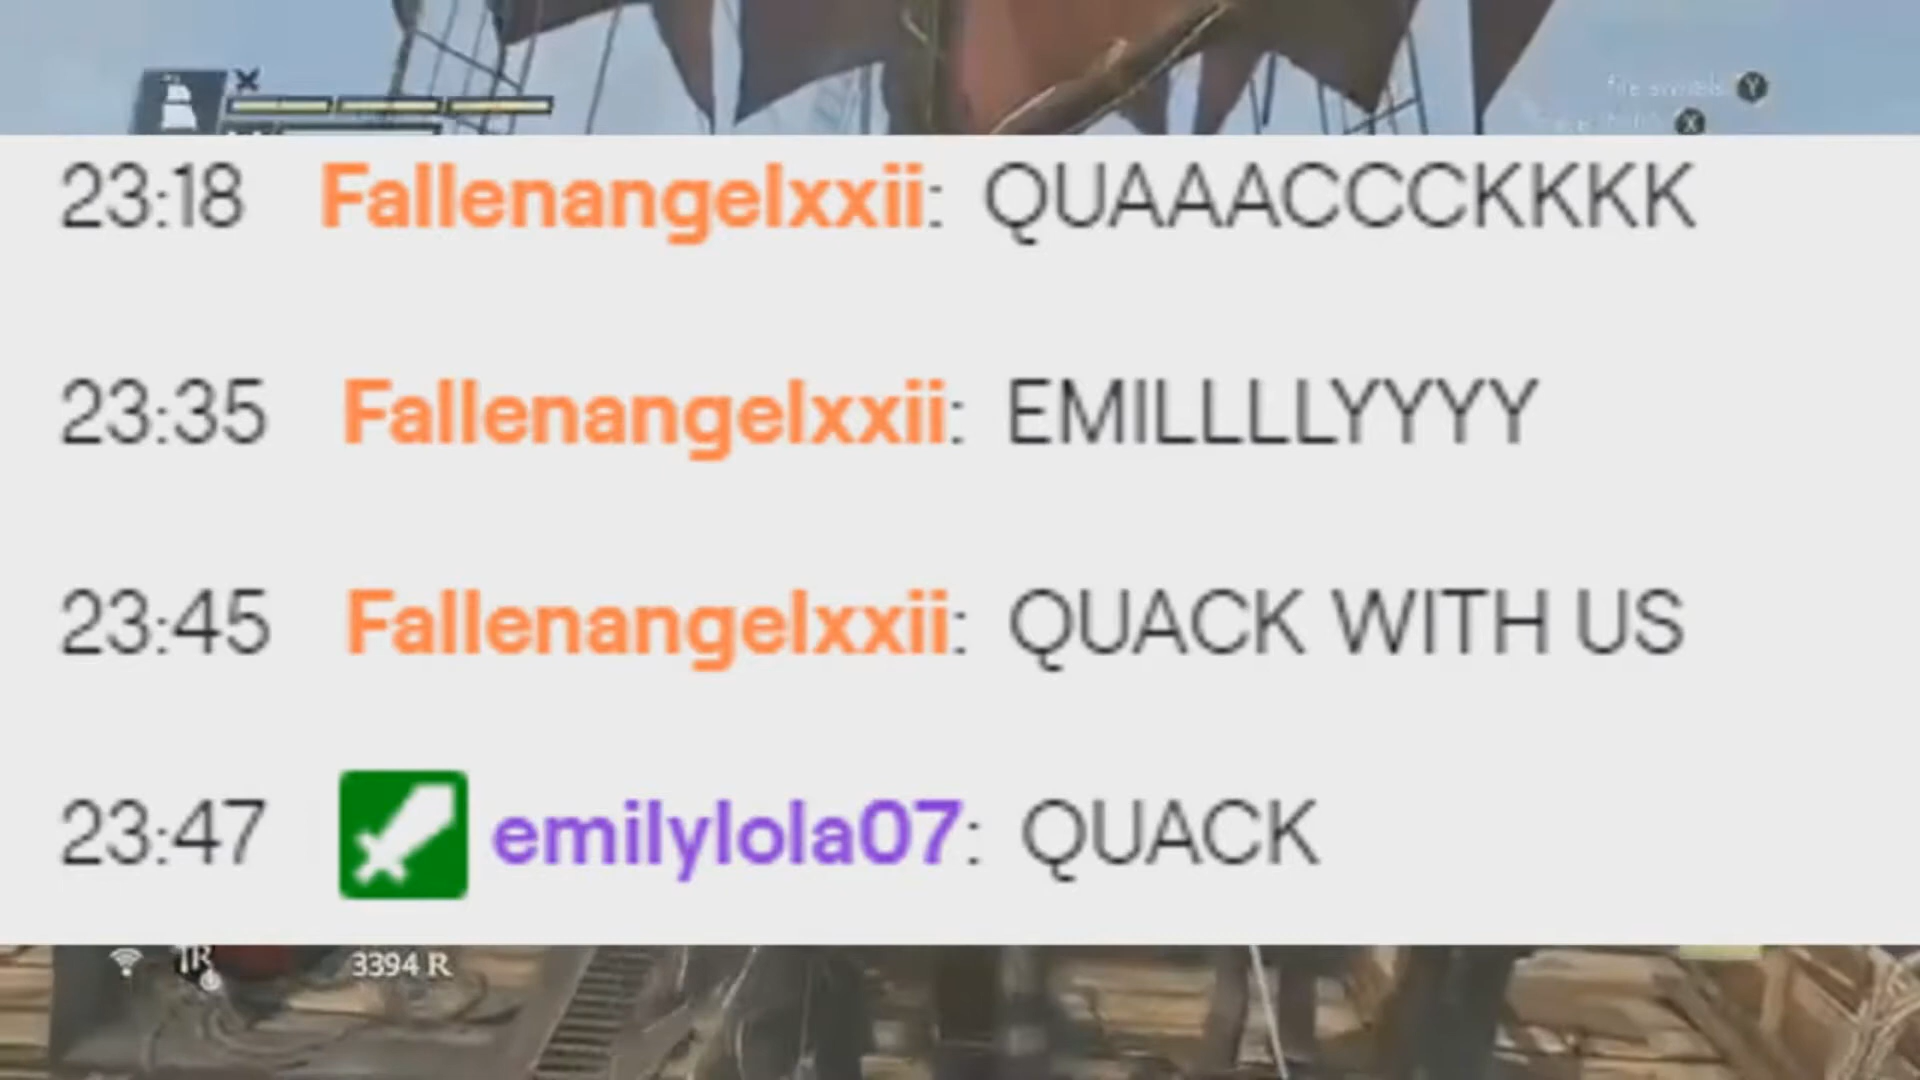 Y
X
23:18 Fallenangelxxii: QUAAACCCKKKK
23:35 Fallenangelxxii: EMILLLLYYYY
23:45 Fallenangelxxii: QUACK WITH US
23:47 emilylola07: QUACK
3394 R